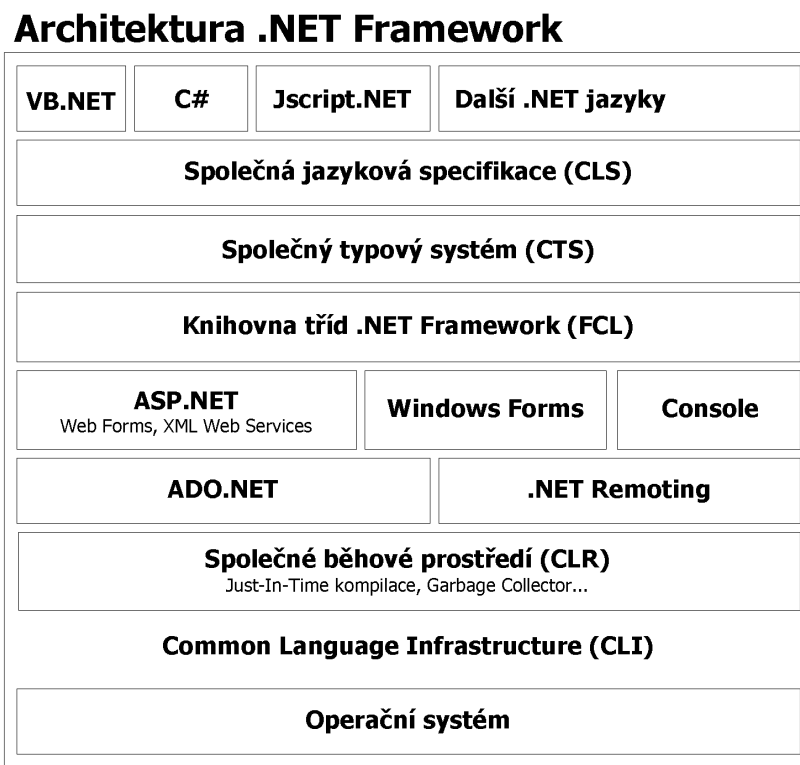 Architektura .NET Framework
VB.NET
C#
Jscript.NET
Další .NET jazyky
Společná jazyková specifikace (CLS)
Společný typový systém (CTS)
Knihovna tříd .NET Framework (FCL)
ASP.NET
Web Forms, XML Web Services
Windows Forms
Console
ADO.NET
.NET Remoting
Společné běhové prostředí (CLR)
Just-In-Time kompilace, Garbage Collector...
Common Language Infrastructure (CLI)
Operační systém